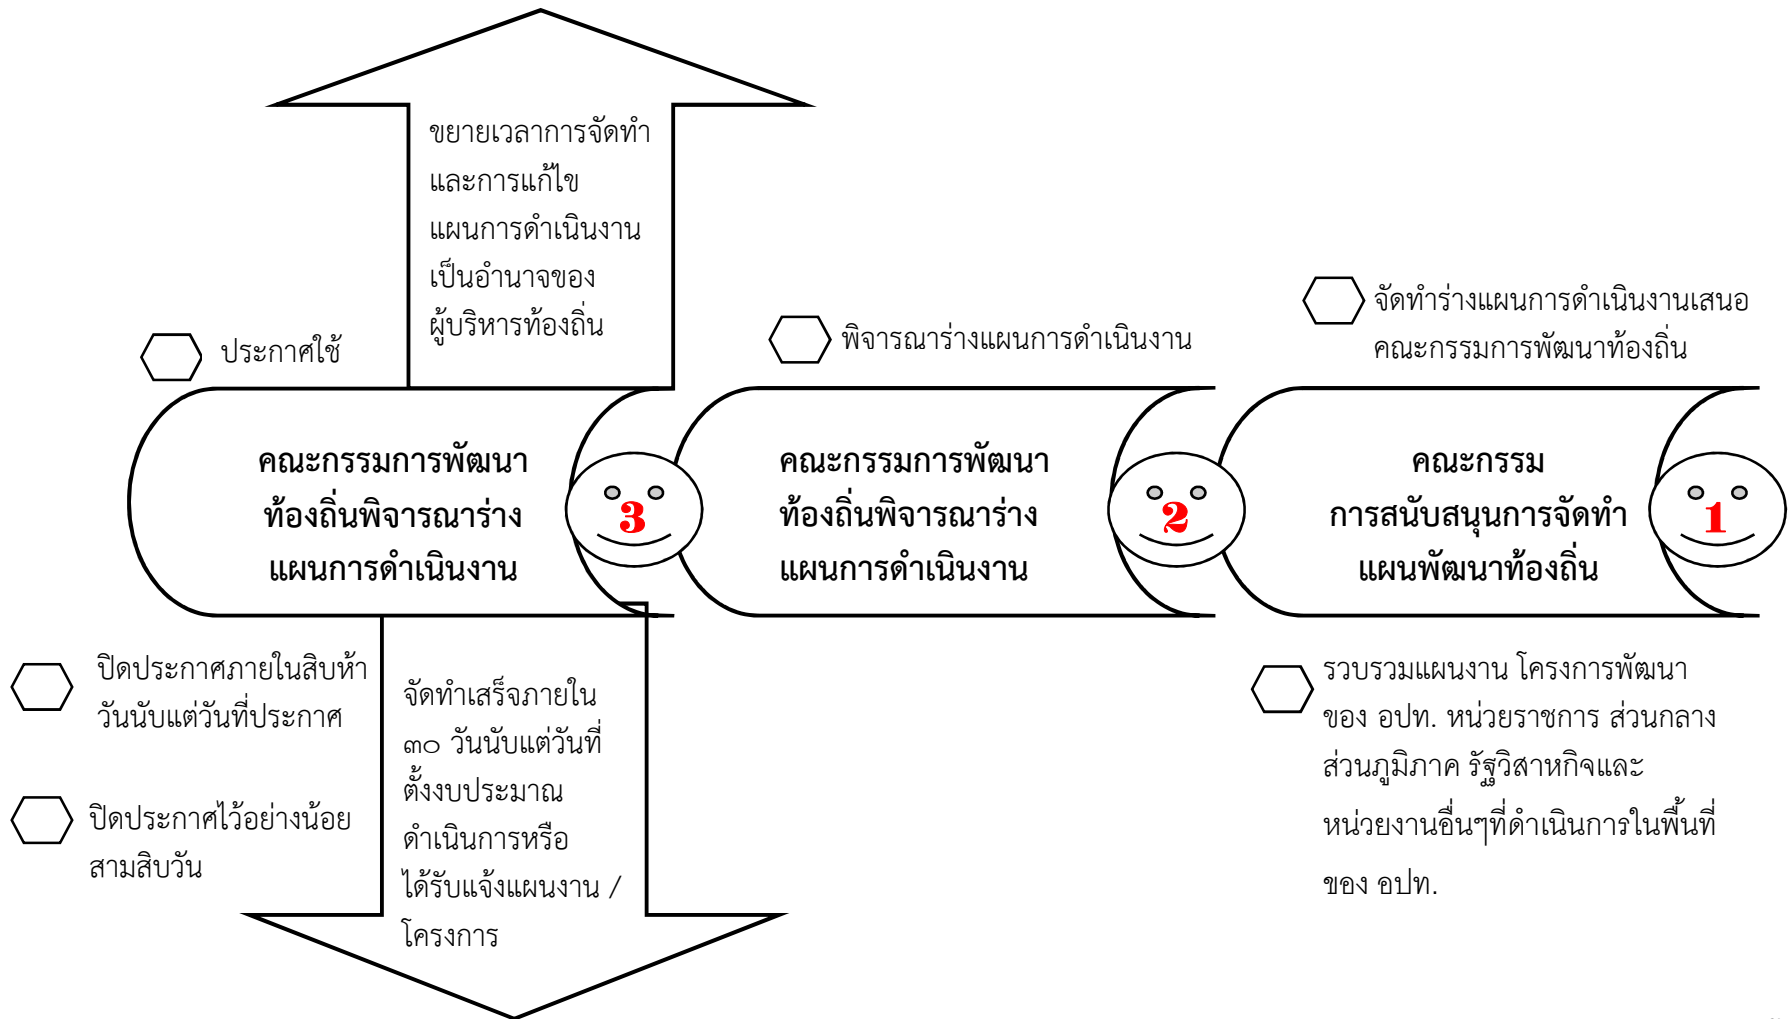 ขยายเวลาการจัดทำ
และการแก้ไข
แผนการดำเนินงาน
เป็นอำนาจของ
ผู้บริหารท้องถิ่น
ประกาศใช้
พิจารณาร่างแผนการดำเนินงาน
จัดทำร่างแผนการดำเนินงานเสนอ
คณะกรรมการพัฒนาท้องถิ่น
คณะกรรมการพัฒนา
ท้องถิ่นพิจารณาร่าง
แผนการดำเนินงาน
3
คณะกรรมการพัฒนา
ท้องถิ่นพิจารณาร่าง
แผนการดำเนินงาน
2
คณะกรรม
การสนับสนุนการจัดทำ
แผนพัฒนาท้องถิ่น
1
ปิดประกาศภายในสิบห้า
วันนับแต่วันที่ประกาศ
ปิดประกาศไว้อย่างน้อย
สามสิบวัน
จัดทำเสร็จภายใน
๓๐ วันนับแต่วันที่
ตั้งงบประมาณ
ดำเนินการหรือ
ได้รับแจ้งแผนงาน /
โครงการ
รวบรวมแผนงาน โครงการพัฒนา
ของ อปท. หน่วยราชการ ส่วนกลาง
ส่วนภูมิภาค รัฐวิสาหกิจและ
หน่วยงานอื่นๆที่ดำเนินการในพื้นที่
ของ อปท.